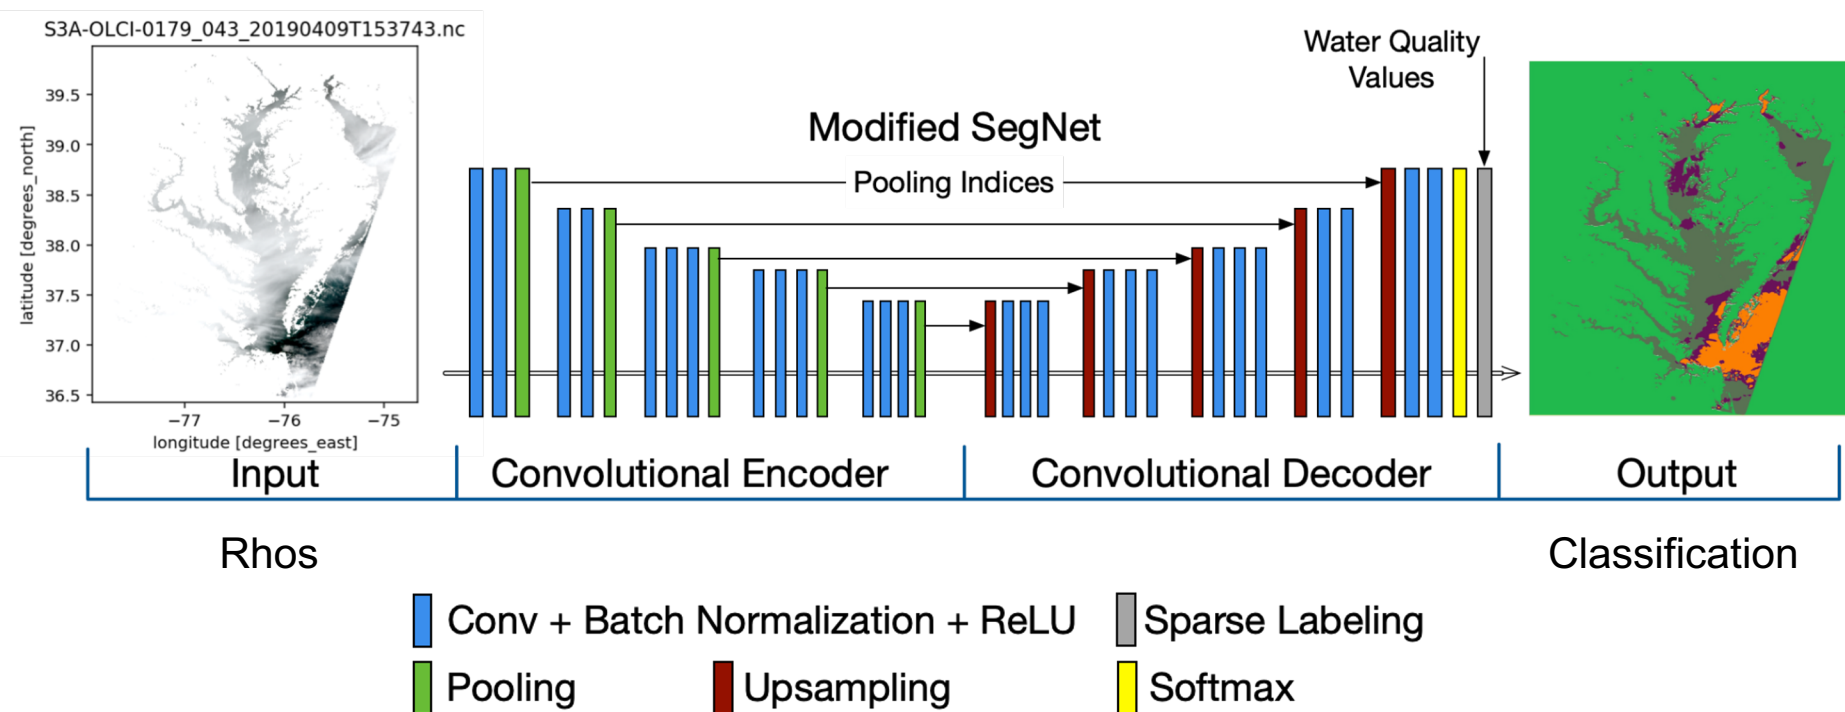 S3A-OLCI-0179_043_20190409T153743.nc
39.5
39.0
38.5
38.0
37.5
37.0
36.5
latitude [degrees_north]
−77
−76
−75
longitude [degrees_east]
Modified SegNet
Pooling Indices
Water Quality
Values
Input
Convolutional Encoder
Convolutional Decoder
Output
Rhos
Classification
Conv + Batch Normalization + ReLU
Sparse Labeling
Pooling
Upsampling
Softmax